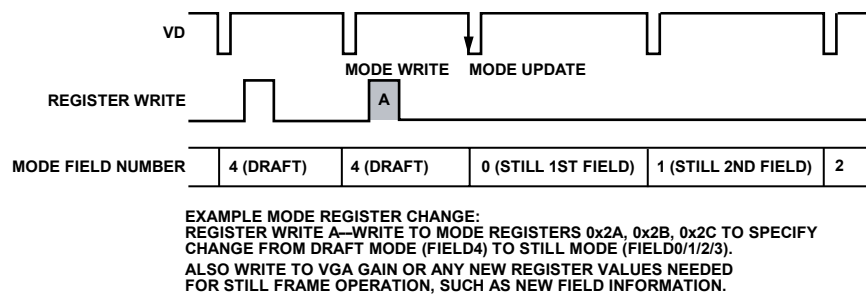 VD
MODE WRITE MODE UPDATE
REGISTER WRITE A
MODE FIELD NUMBER 4 (DRAFT) 4 (DRAFT) 0 (STILL 1ST FIELD) 1 (STILL 2ND FIELD) 2
EXAMPLE MODE REGISTER CHANGE:
REGISTER WRITE A—WRITE TO MODE REGISTERS 0x2A, 0x2B, 0x2C TO SPECIFY
CHANGE FROM DRAFT MODE (FIELD4) TO STILL MODE (FIELD0/1/2/3).
ALSO WRITE TO VGA GAIN OR ANY NEW REGISTER VALUES NEEDED
FOR STILL FRAME OPERATION, SUCH AS NEW FIELD INFORMATION.